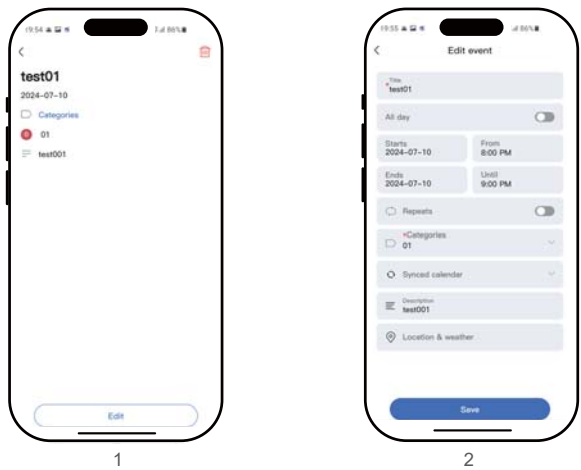 19:54
86%
test01
2024-07-10
Categories
01
test001
Edit
1
19:55
86%
Edit event
*Title
test01
All day
Starts
2024-07-10
From
8:00 PM
Ends
2024-07-10
Until
9:00 PM
Repeats
*Categories
01
Synced calendar
Description
test001
Location & weather
Save
2